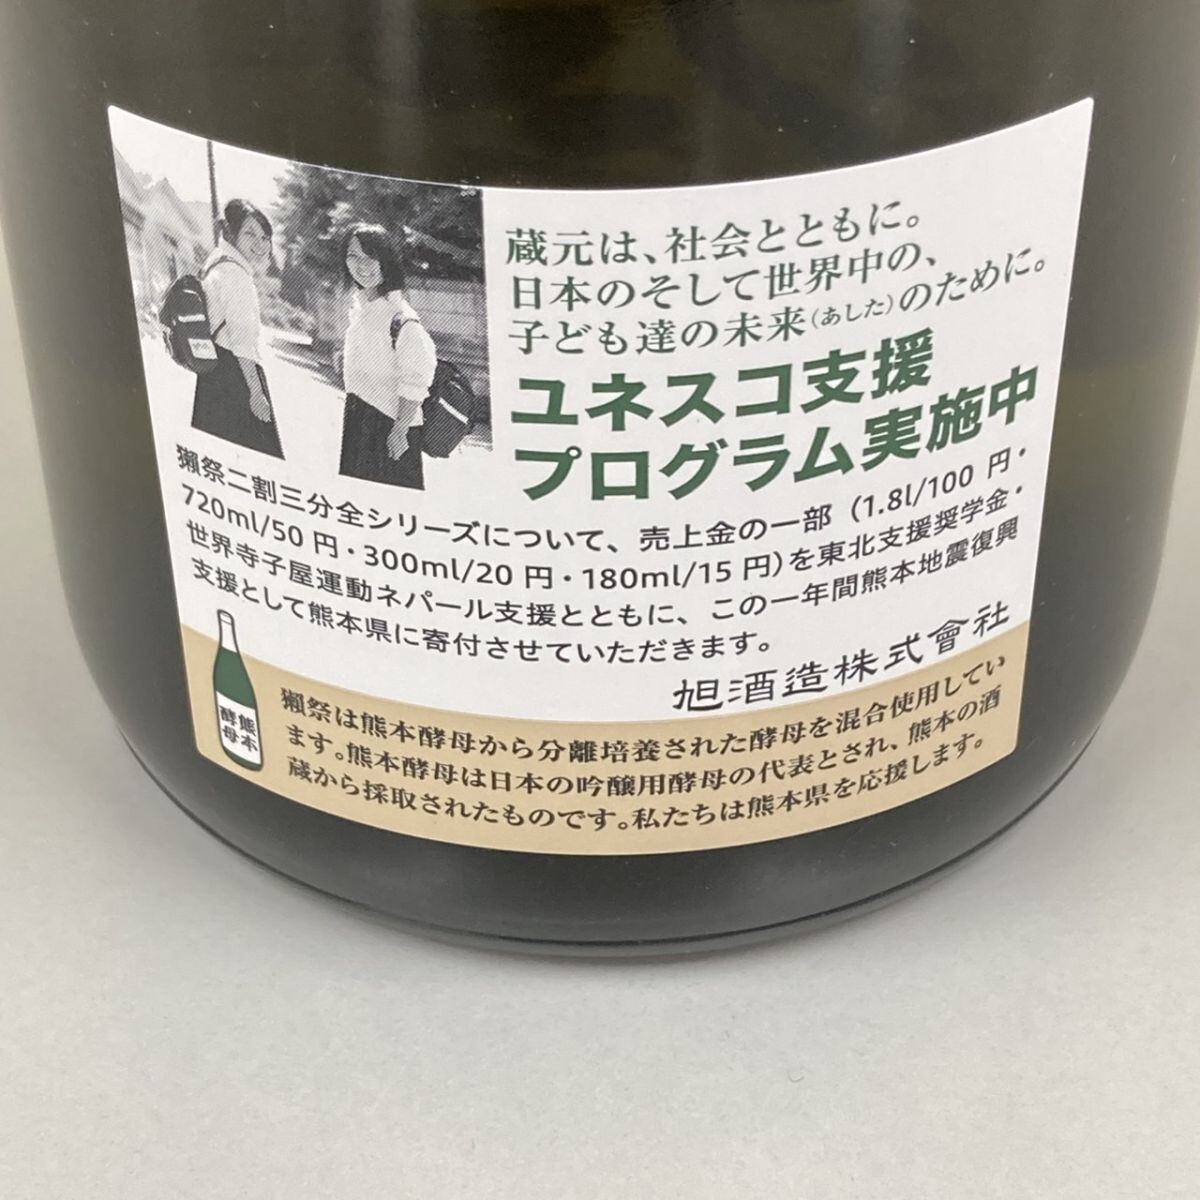 蔵元は、社会とともに。
日本のそして世界中の、
子ども達の未来(あした)のために。
ユネスコ支援
プログラム実施中
獺祭二割三分全シリーズについて、売上金の一部（1.8l/100 円・
720ml/50 円・300ml/20 円・180ml/15 円）を東北支援奨学金・
世界寺子屋運動ネパール支援とともに、この一年間熊本地震復興
支援として熊本県に寄付させていただきます。
旭酒造株式會社
熊本
酵母
獺祭は熊本酵母から分離培養された酵母を混合使用してい
ます。熊本酵母は日本の吟醸用酵母の代表とされ、熊本の酒
蔵から採取されたものです。私たちは熊本県を応援します。